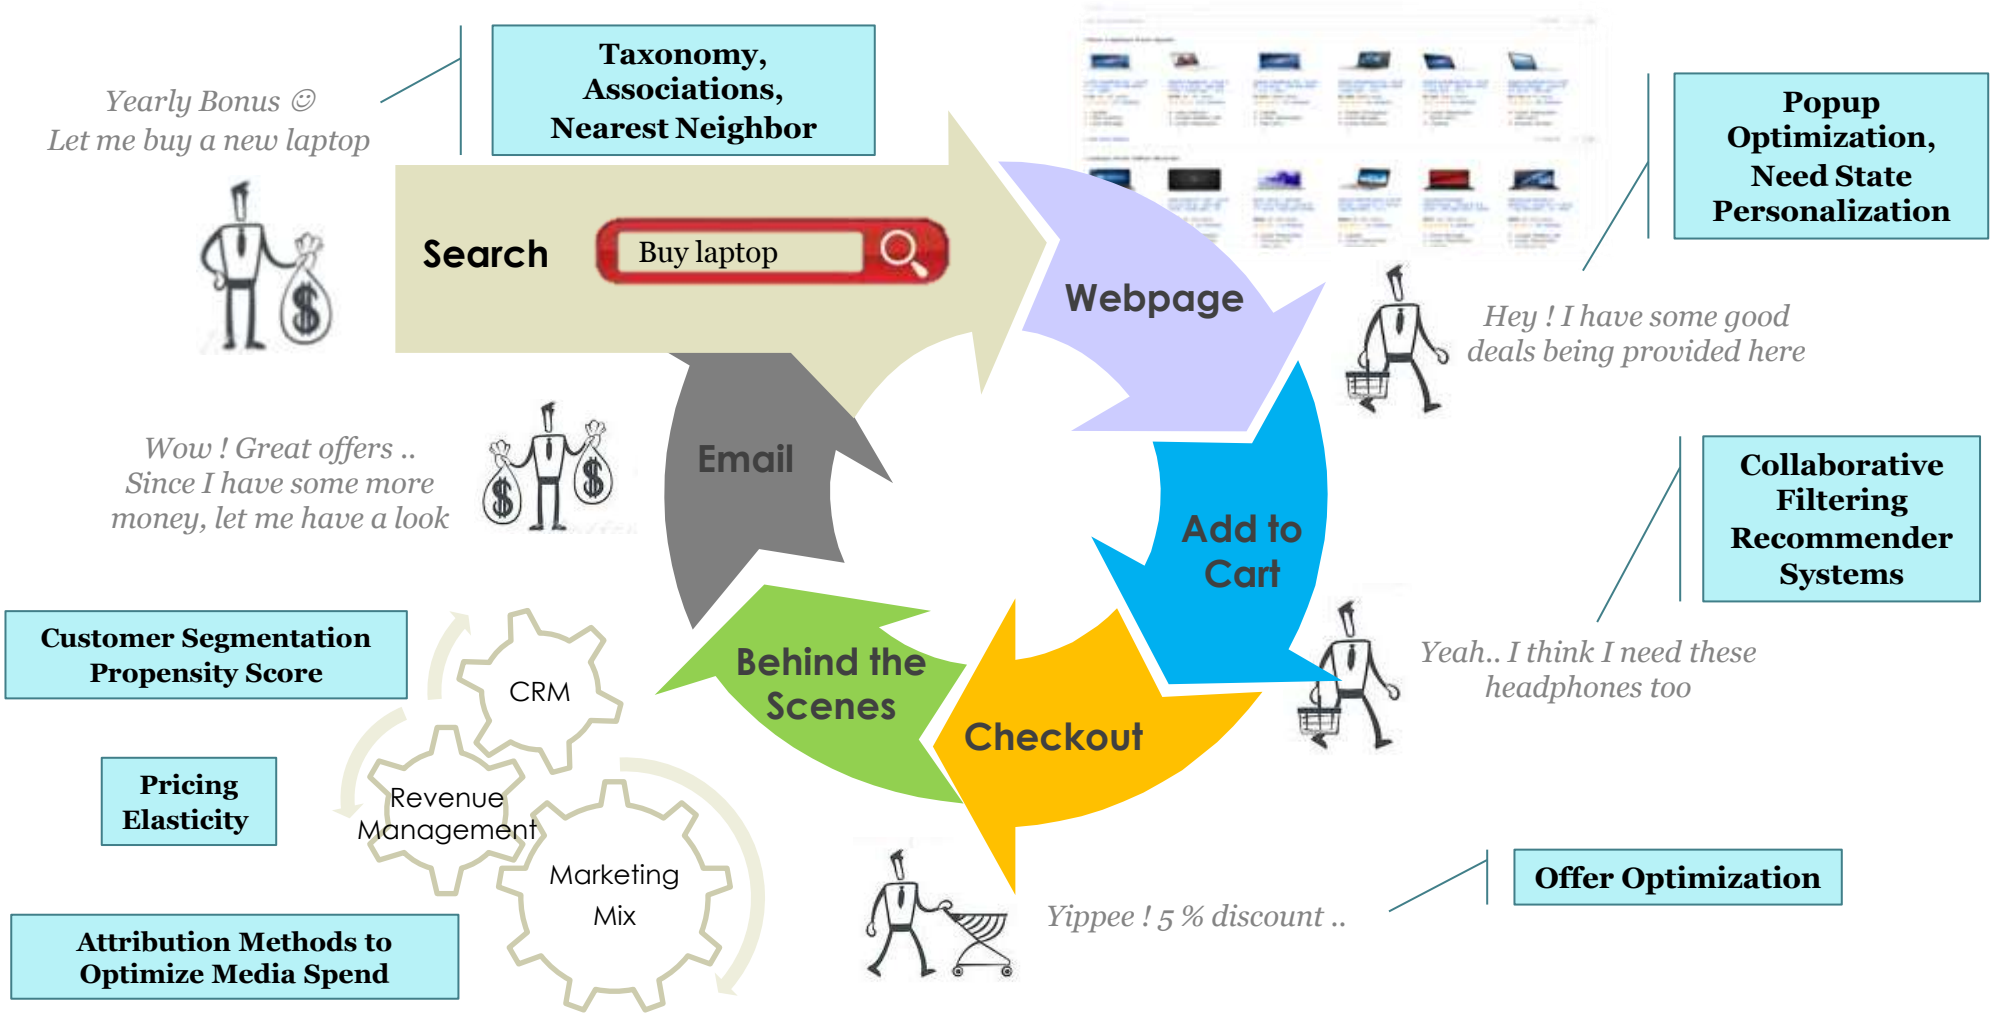 Yearly Bonus ☺
Let me buy a new laptop
Taxonomy,
Associations,
Nearest Neighbor
Search
Buy laptop
Webpage
Popup
Optimization,
Need State
Personalization
Hey ! I have some good
deals being provided here
Add to
Cart
Collaborative
Filtering
Recommender
Systems
Yeah.. I think I need these
headphones too
Checkout
Yippee ! 5 % discount ..
Offer Optimization
Behind the
Scenes
CRM
Revenue
Management
Marketing
Mix
Customer Segmentation
Propensity Score
Pricing
Elasticity
Attribution Methods to
Optimize Media Spend
Email
Wow ! Great offers ..
Since I have some more
money, let me have a look